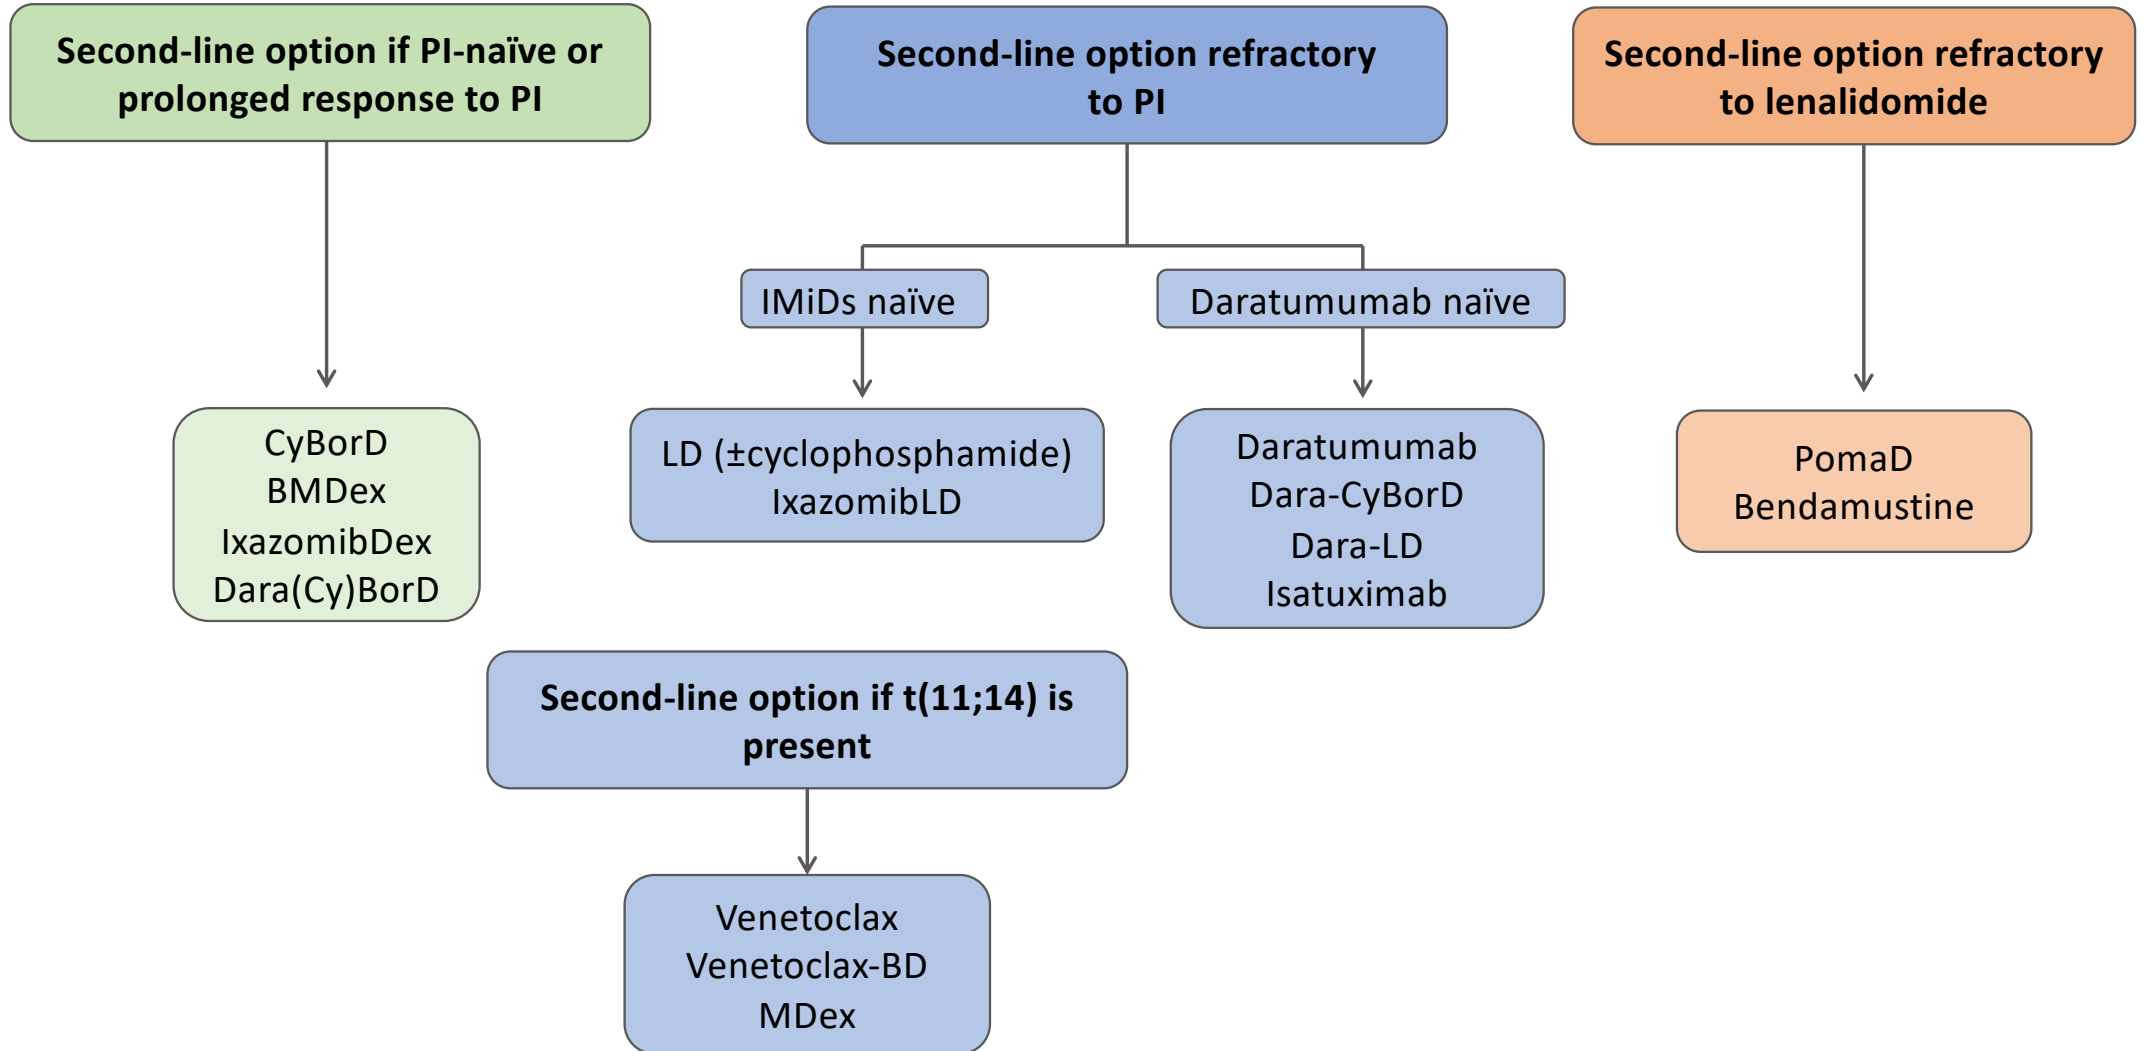 Second-line option if PI-naïve or
prolonged response to PI
Second-line option refractory
to PI
Second-line option refractory
to lenalidomide
IMiDs naïve
Daratumumab naïve
CyBorD
BMDex
IxazomibDex
Dara(Cy)BorD
LD (±cyclophosphamide)
IxazomibLD
Daratumumab
Dara-CyBorD
Dara-LD
Isatuximab
PomaD
Bendamustine
Second-line option if t(11;14) is
present
Venetoclax
Venetoclax-BD
MDex